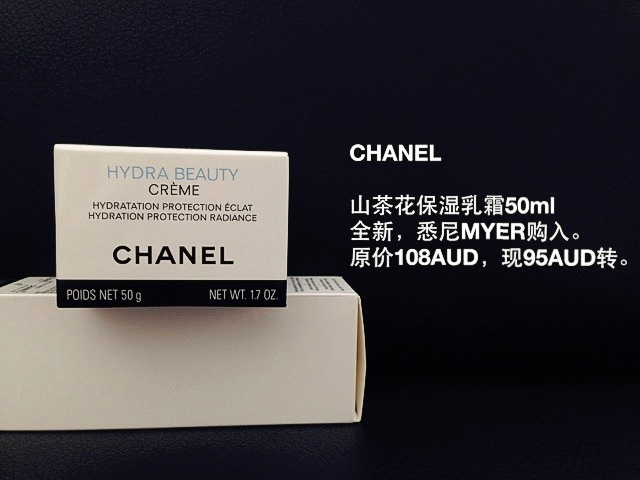 HYDRA BEAUTY
CRÈME
HYDRATATION PROTECTION ÉCLAT
HYDRATION PROTECTION RADIANCE
CHANEL
POIDS NET 50 g NET WT. 1.7 OZ.
CHANEL
山茶花保湿乳霜50ml
全新，悉尼MYER购入。
原价108AUD，现95AUD转。